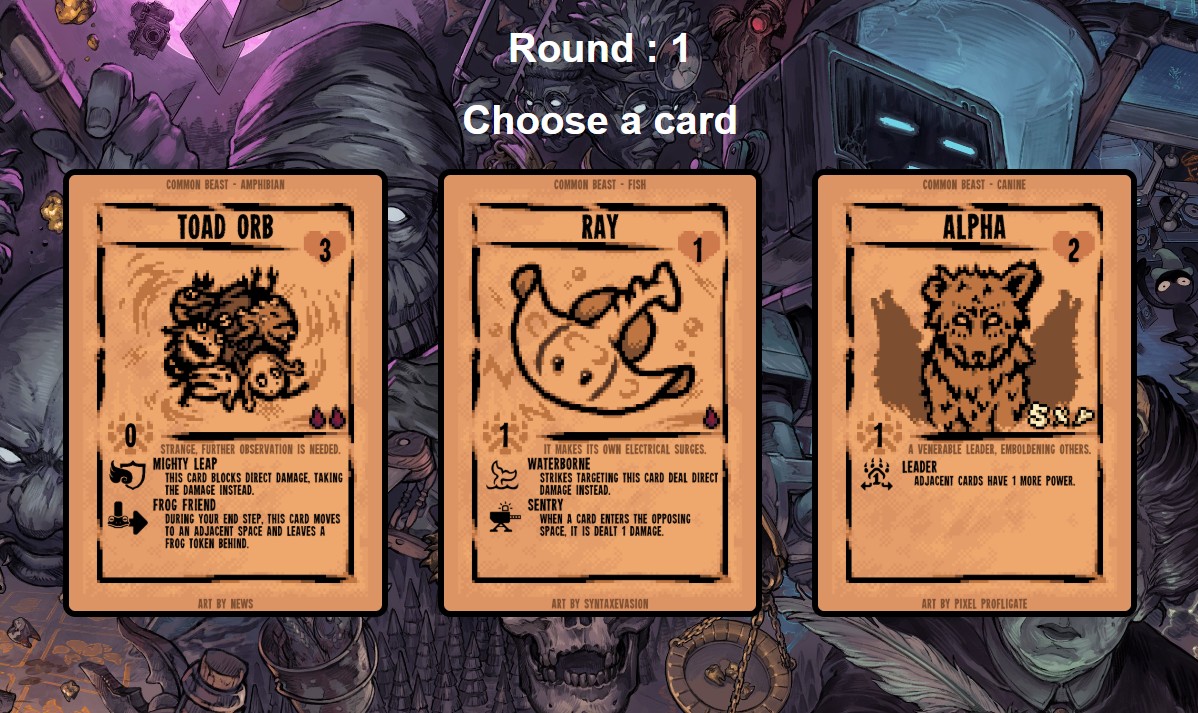 Round : 1
Choose a card
COMMON BEAST - AMPHIBIAN
TOAD ORB
3
0
STRANGE, FURTHER OBSERVATION IS NEEDED.
MIGHTY LEAP
THIS CARD BLOCKS DIRECT DAMAGE, TAKING
THE DAMAGE INSTEAD.
FROG FRIEND
DURING YOUR END STEP, THIS CARD MOVES
TO AN ADJACENT SPACE AND LEAVES A
FROG TOKEN BEHIND.
ART BY NEWS
COMMON BEAST - FISH
RAY
1
1
IT MAKES ITS OWN ELECTRICAL SURGES.
WATERBORNE
STRIKES TARGETING THIS CARD DEAL DIRECT
DAMAGE INSTEAD.
SENTRY
WHEN A CARD ENTERS THE OPPOSING
SPACE, IT IS DEALT 1 DAMAGE.
ART BY SYNTAXEVASION
COMMON BEAST - CANINE
ALPHA
2
5
1
A VENERABLE LEADER, EMBOLDENING OTHERS.
1
LEADER
ADJACENT CARDS HAVE 1 MORE POWER.
ART BY PIXEL PROFLIGATE